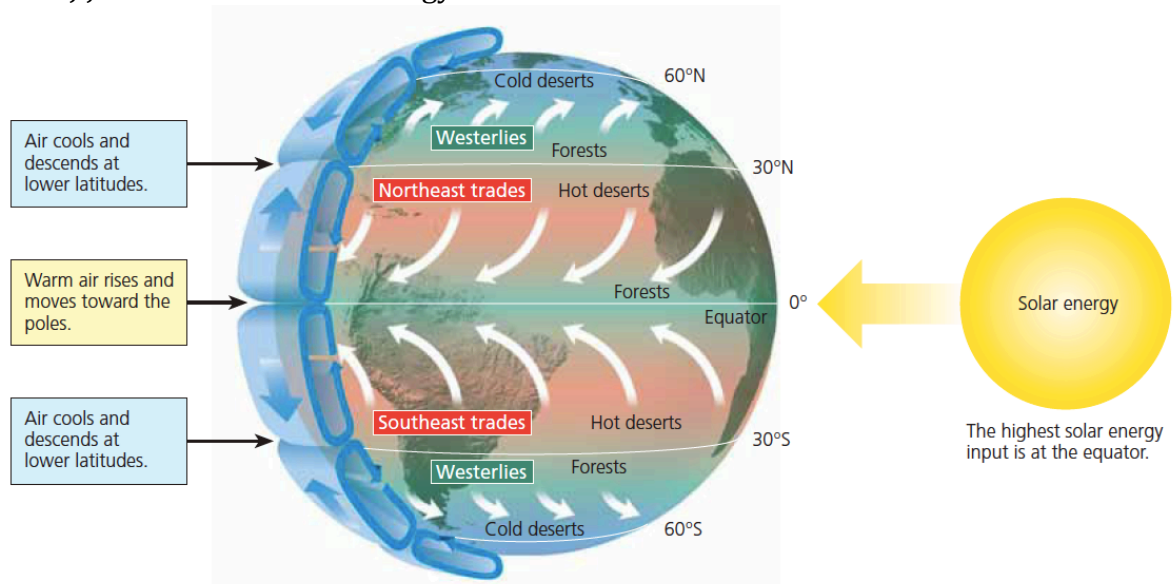 Cold deserts
60°N
Air cools and
descends at
lower latitudes.
Westerlies
Forests
30°N
Northeast trades
Hot deserts
Warm air rises and
moves toward the
poles.
Forests
Equator
0°
Solar energy
Air cools and
descends at
lower latitudes.
Southeast trades
Hot deserts
30°S
The highest solar energy
input is at the equator.
Westerlies
Forests
Cold deserts
60°S